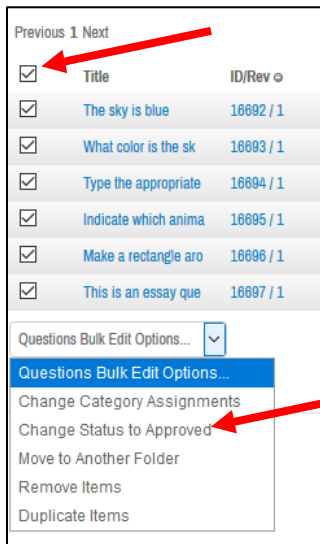 Previous 1 Next
Title ID/Rev
The sky is blue 16692 / 1
What color is the sk 16693 / 1
Type the appropriate 16694 / 1
Indicate which anima 16695 / 1
Make a rectangle aro 16696 / 1
This is an essay que 16697 / 1
Questions Bulk Edit Options...
Questions Bulk Edit Options...
Change Category Assignments
Change Status to Approved
Move to Another Folder
Remove Items
Duplicate Items